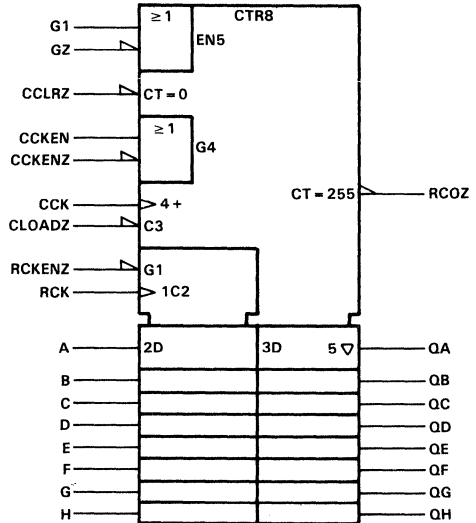 CTR8
G1
≥1
EN5
GZ
CCLRZ
CT=0
CCKEN
≥1
G4
CCKENZ
CT=255
RCOZ
CCK
4+
CLOADZ
C3
RCKENZ
G1
RCK
1C2
A
2D
3D
5 ▽
QA
B
QB
C
QC
D
QD
E
QE
F
QF
G
QG
H
QH